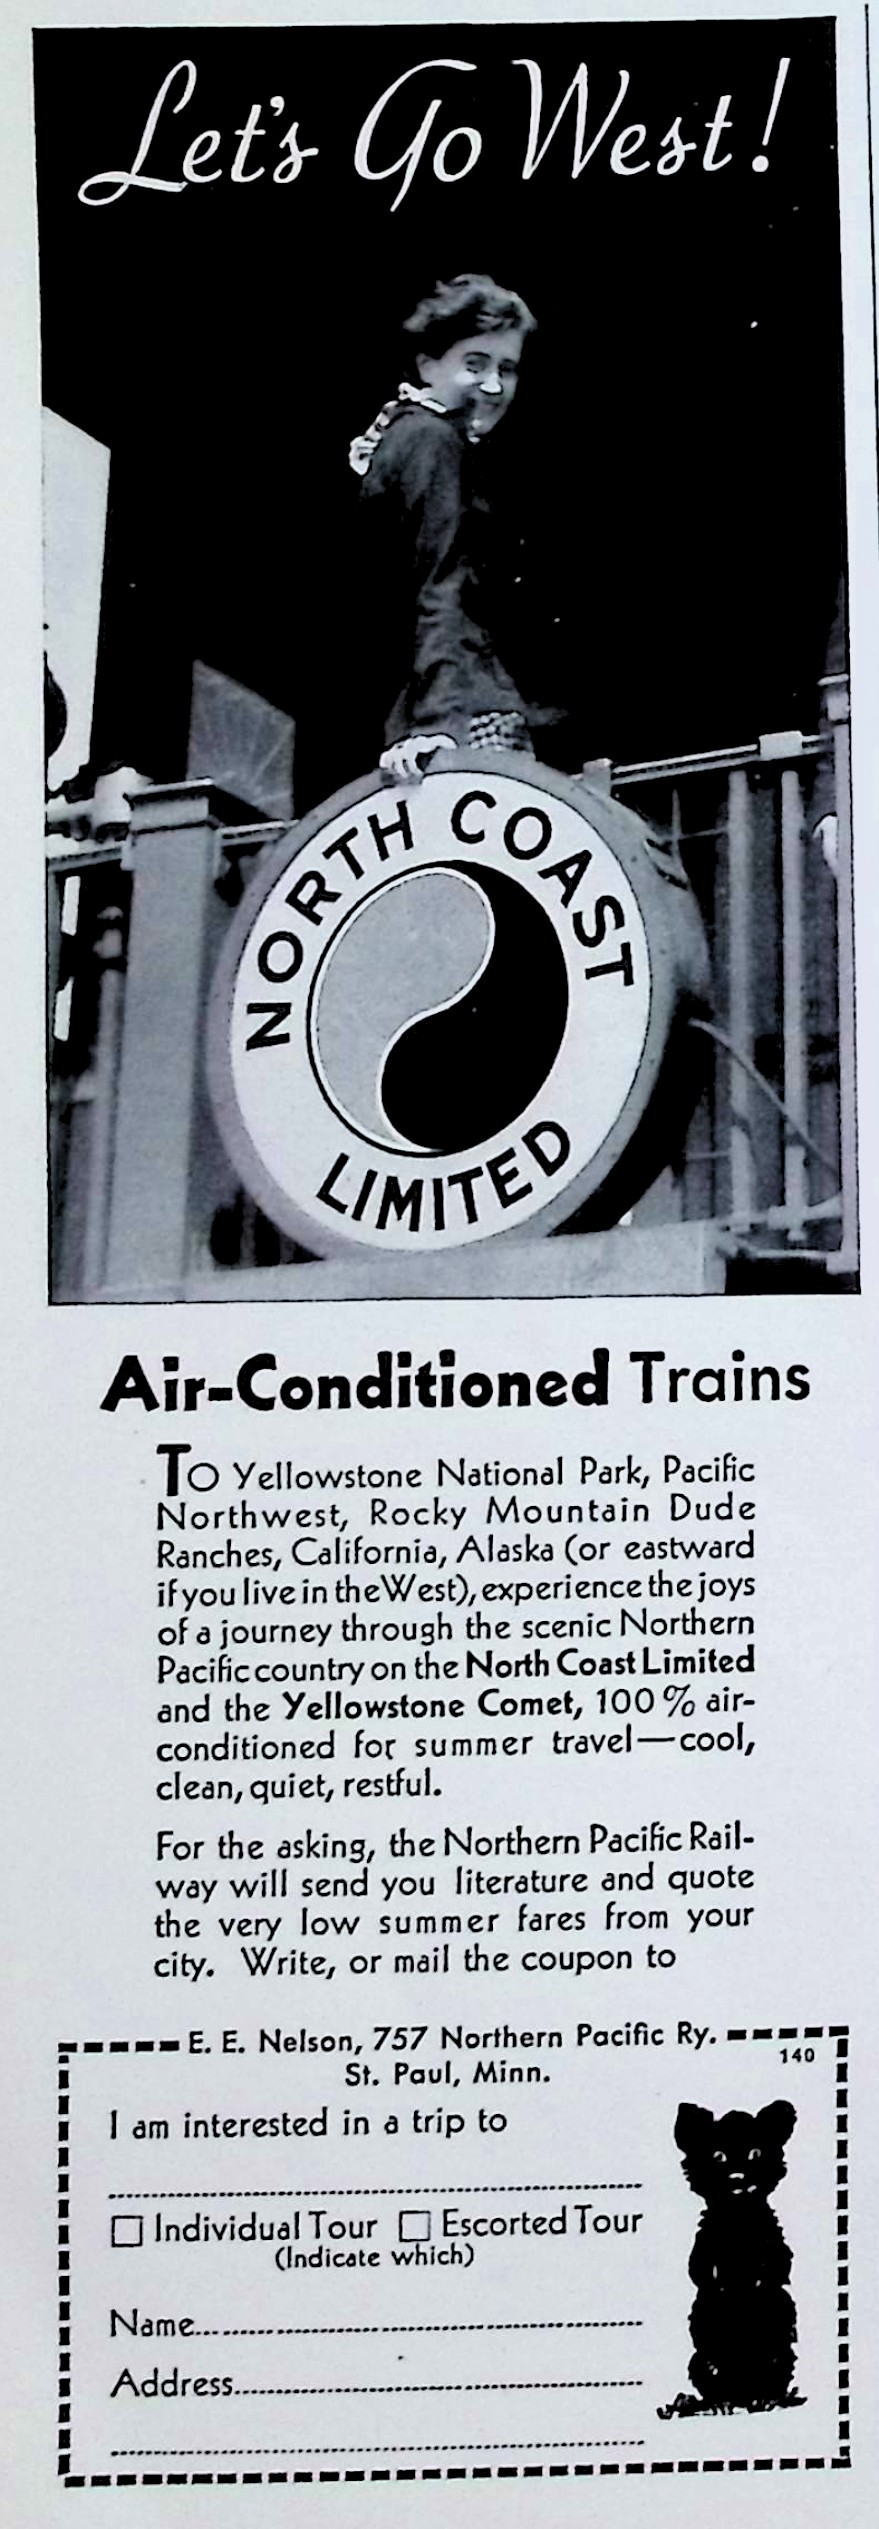 Let's Go West!
NORTH COAST
LIMITED
Air-Conditioned Trains
TO Yellowstone National Park, Pacific
Northwest, Rocky Mountain Dude
Ranches, California, Alaska (or eastward
if you live in the West), experience the joys
of a journey through the scenic Northern
Pacific country on the North Coast Limited
and the Yellowstone Comet, 100% air-
conditioned for summer travel—cool,
clean, quiet, restful.
For the asking, the Northern Pacific Rail-
way will send you literature and quote
the very low summer fares from your
city. Write, or mail the coupon to
E. E. Nelson, 757 Northern Pacific Ry.
140
St. Paul, Minn.
I am interested in a trip to
☐ Individual Tour ☐ Escorted Tour
(Indicate which)
Name
Address